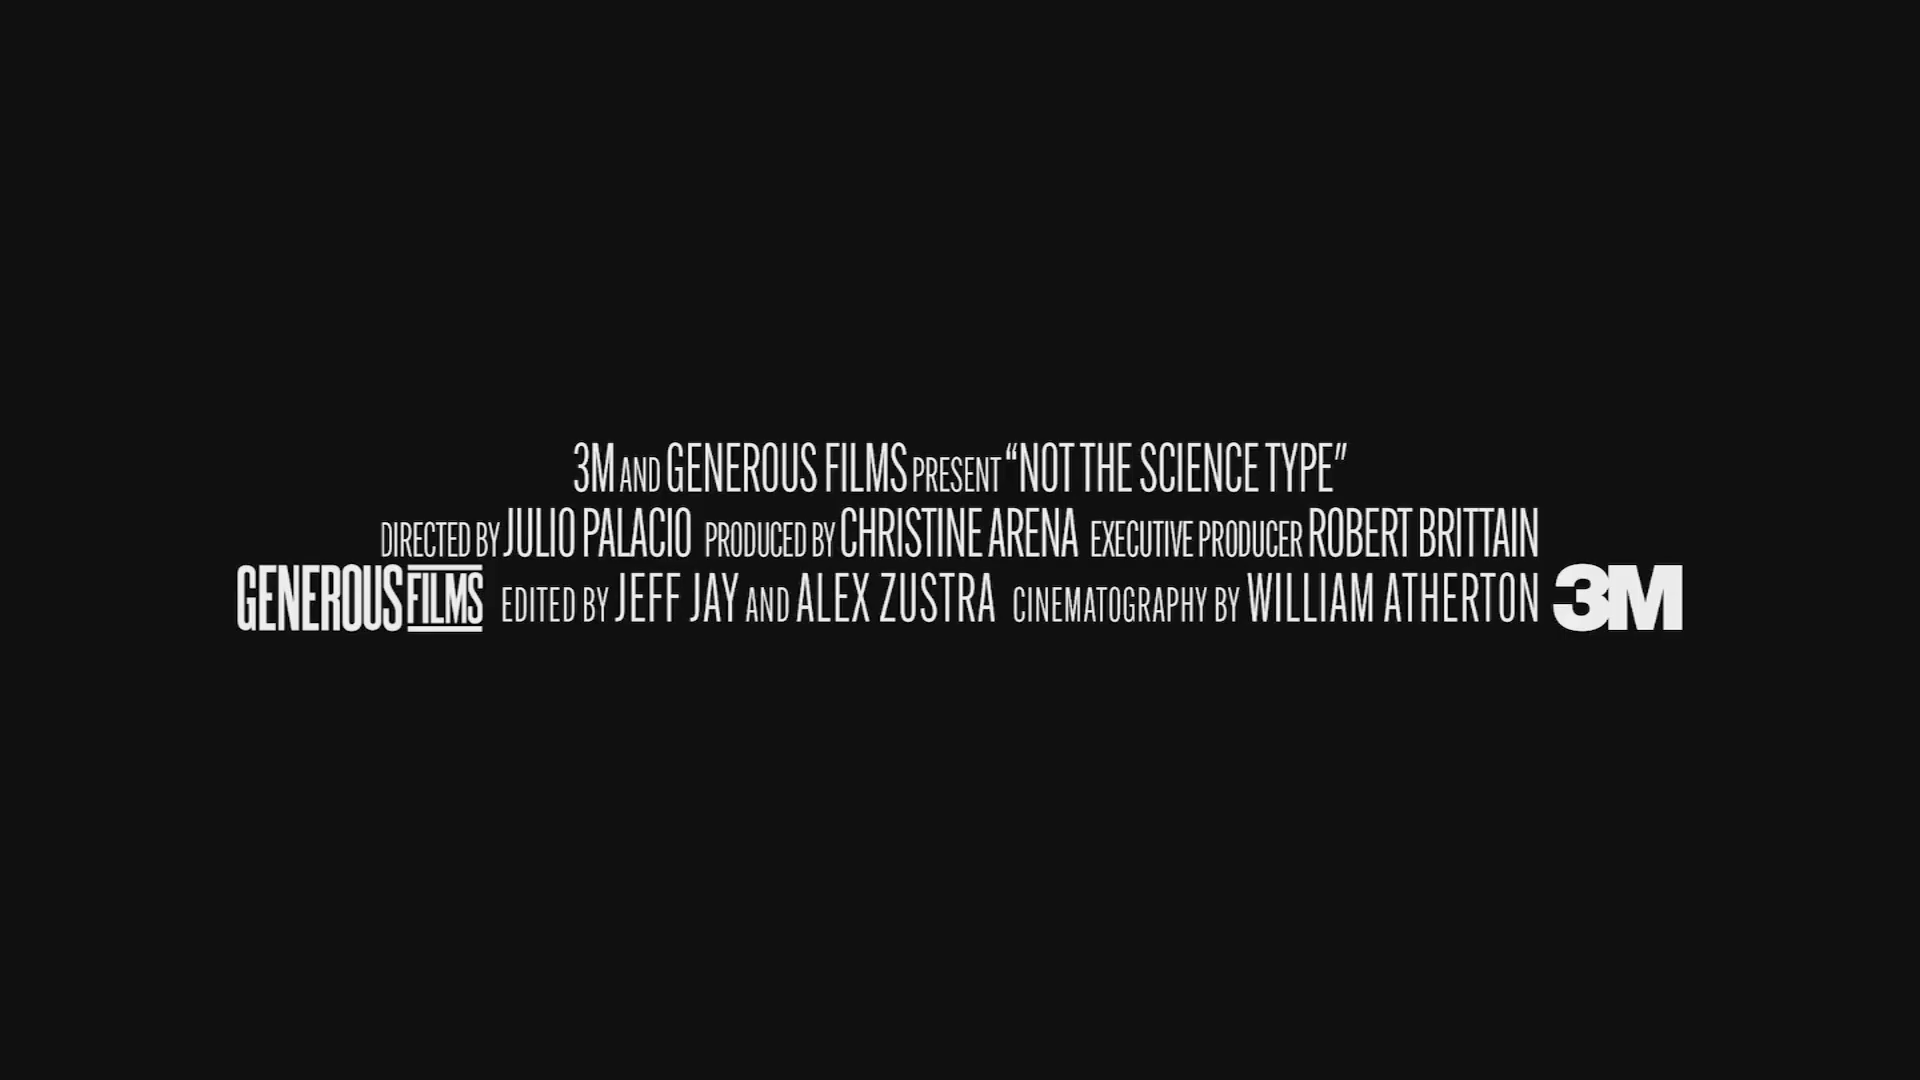 3M AND GENEROUS FILMS PRESENT “NOT THE SCIENCE TYPE”
DIRECTED BY JULIO PALACIO PRODUCED BY CHRISTINE ARENA EXECUTIVE PRODUCER ROBERT BRITTAIN
GENEROUS FILMS EDITED BY JEFF JAY AND ALEX ZUSTRA CINEMATOGRAPHY BY WILLIAM ATHERTON 3M